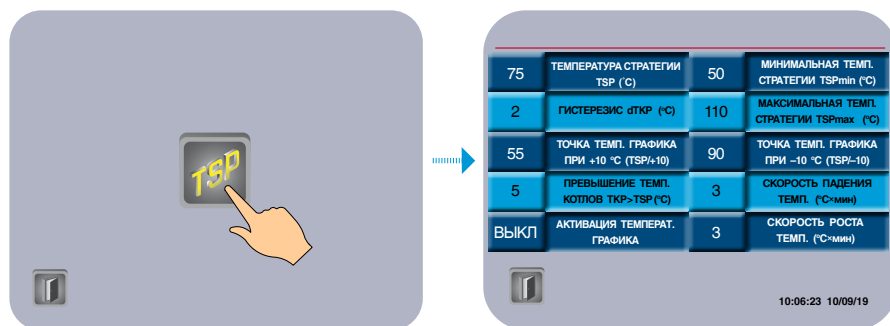 TSP
75
ТЕМПЕРАТУРА СТРАТЕГИИ
TSP (°C)
50
МИНИМАЛЬНАЯ ТЕМП.
СТРАТЕГИИ TSPmin (°C)
2
ГИСТЕРЕЗИС dТКР (°C)
110
МАКСИМАЛЬНАЯ ТЕМП.
СТРАТЕГИИ TSPmax (°C)
55
ТОЧКА ТЕМП. ГРАФИКА
ПРИ +10 °C (TSP/+10)
90
ТОЧКА ТЕМП. ГРАФИКА
ПРИ –10 °C (TSP/–10)
5
ПРЕВЫШЕНИЕ ТЕМП.
КОТЛОВ ТКР>TSP (°C)
3
СКОРОСТЬ ПАДЕНИЯ
ТЕМП. (°C×мин)
ВЫКЛ
АКТИВАЦИЯ ТЕМПЕРАТ.
ГРАФИКА
3
СКОРОСТЬ РОСТА
ТЕМП. (°C×мин)
10:06:23 10/09/19